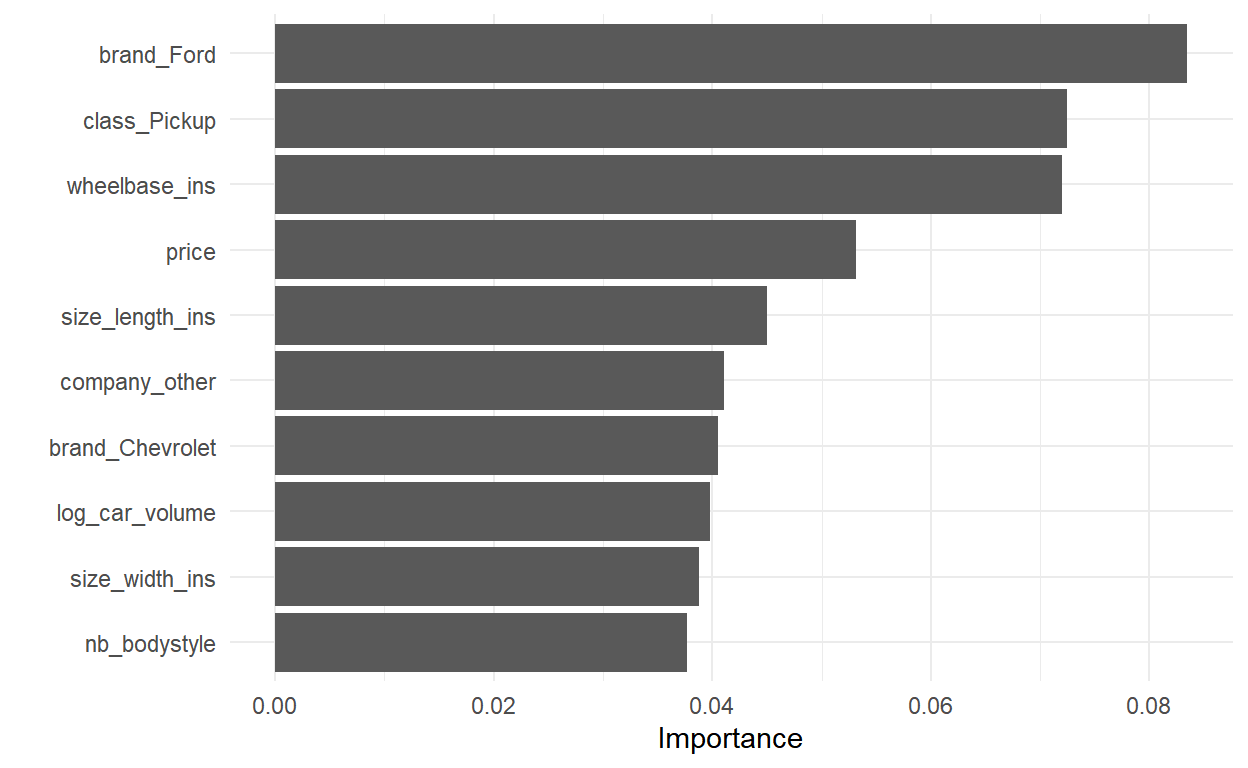 brand_Ford
class_Pickup
wheelbase_ins
price
size_length_ins
company_other
brand_Chevrolet
log_car_volume
size_width_ins
nb_bodystyle
0.00 0.02 0.04 0.06 0.08
Importance